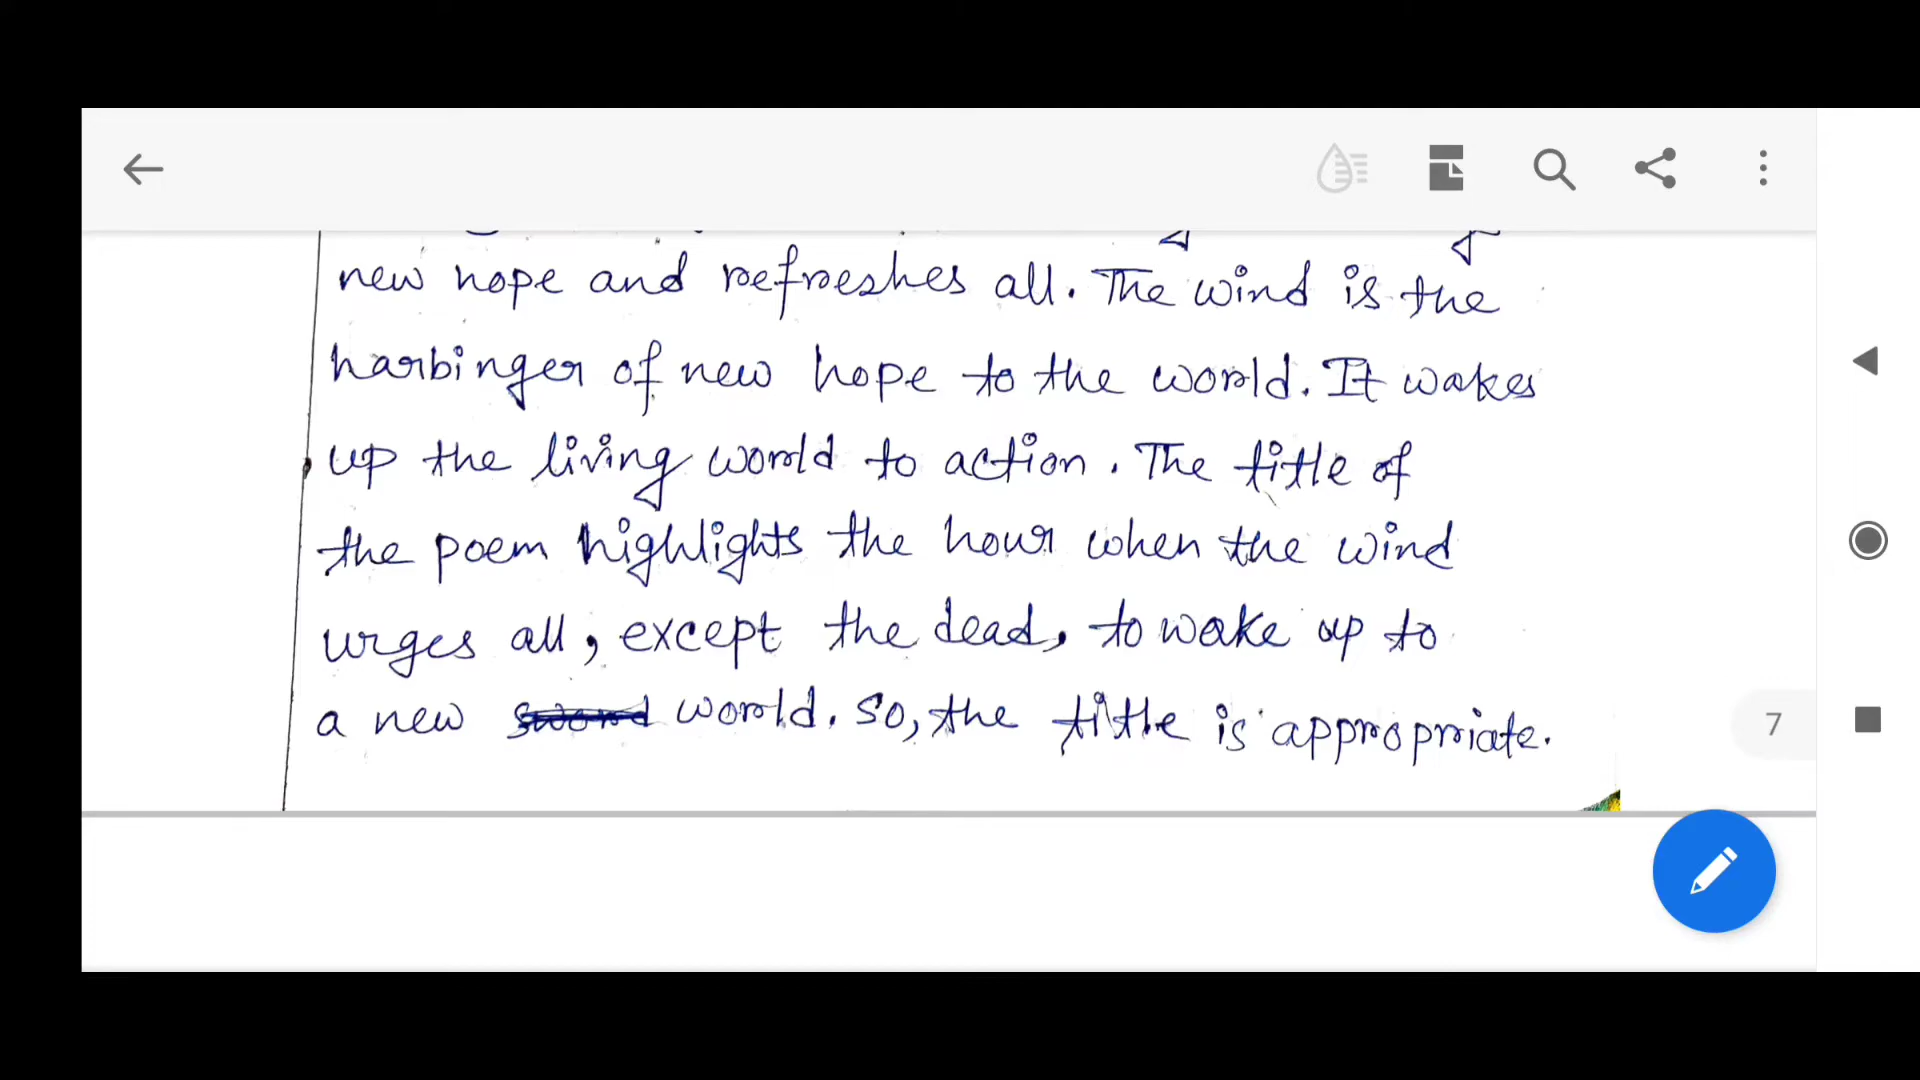 new hope and refreshes all. The wind is the
harbinger of new hope to the world. It wakes
up the living world to action. The title of
the poem highlights the hour when the wind
urges all, except the dead, to wake up to
a new world. So, the title is appropriate.
7